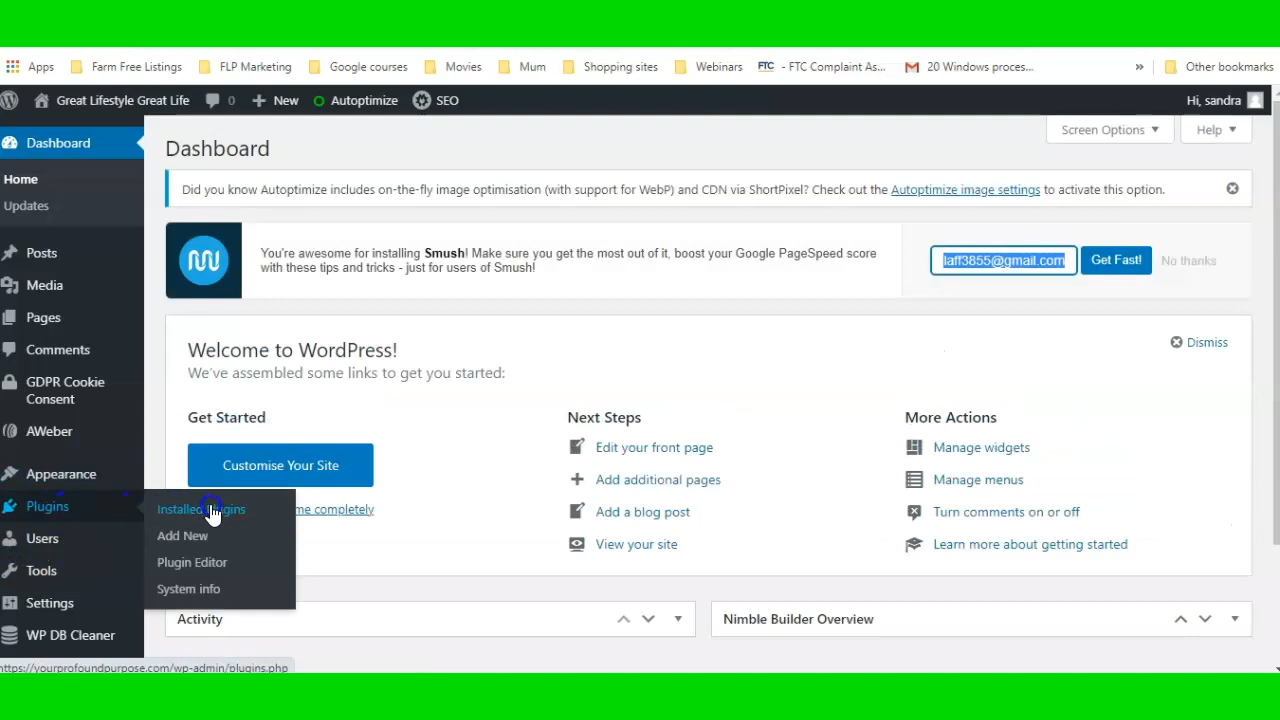 Apps Farm Free Listings FLP Marketing Google courses Movies Mum Shopping sites Webinars FTC - FTC Complaint As... 20 Windows proces... » Other bookmarks
Great Lifestyle Great Life 0 New Autoptimize SEO Hi, sandra
Dashboard
Home
Updates
Posts
Media
Pages
Comments
GDPR Cookie
Consent
AWeber
Appearance
Plugins
Users
Tools
Settings
WP DB Cleaner
Installed Plugins
Add New
Plugin Editor
System info
Screen Options
Help
Dashboard
Did you know Autoptimize includes on-the-fly image optimisation (with support for WebP) and CDN via ShortPixel? Check out the Autoptimize image settings to activate this option.
You're awesome for installing Smush! Make sure you get the most out of it, boost your Google PageSpeed score
with these tips and tricks - just for users of Smush!
laff3855@gmail.com
Get Fast!
No thanks
Welcome to WordPress!
Dismiss
We've assembled some links to get you started:
Get Started
Customise Your Site
me completely
Next Steps
Edit your front page
Add additional pages
Add a blog post
View your site
More Actions
Manage widgets
Manage menus
Turn comments on or off
Learn more about getting started
Activity
Nimble Builder Overview
https://yourprofoundpurpose.com/wp-admin/plugins.php